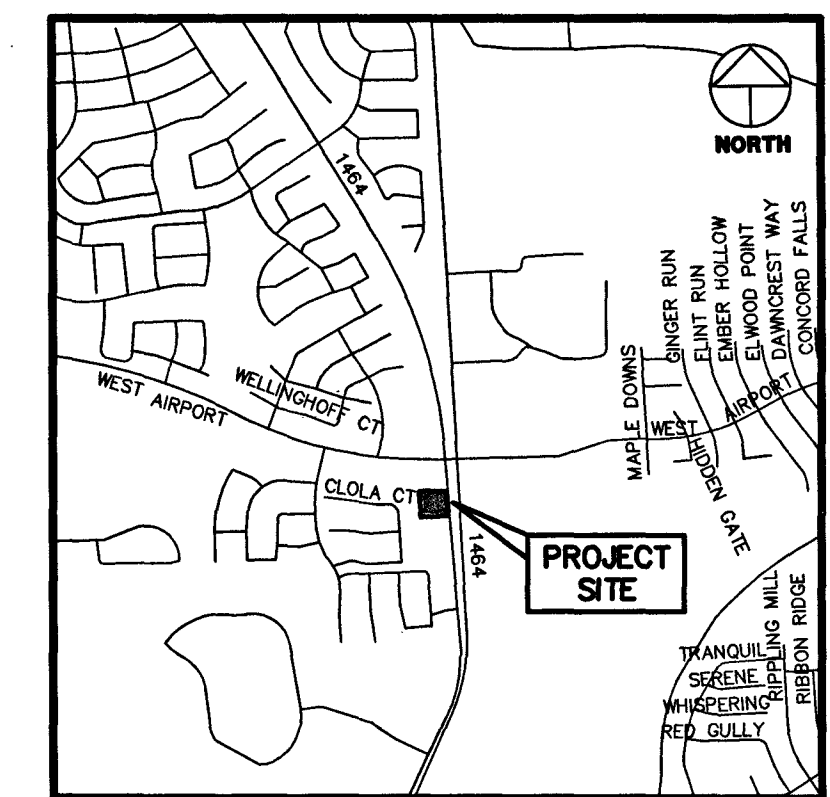 NORTH
1464
GINGER RUN
FLINT RUN
EMBER HOLLOW
ELWOOD POINT
DAWNCREST WAY
CONCORD FALLS
MAPLE DOWNS
WEST AIRPORT
WELLINGHOFF CT
WEST AIRPORT
HIDDEN GATE
CLOLA CT
1464
PROJECT
SITE
TRANQUIL
SERENE
WHISPERING
RED GULLY
RIPPLING MILL
RIBBON RIDGE